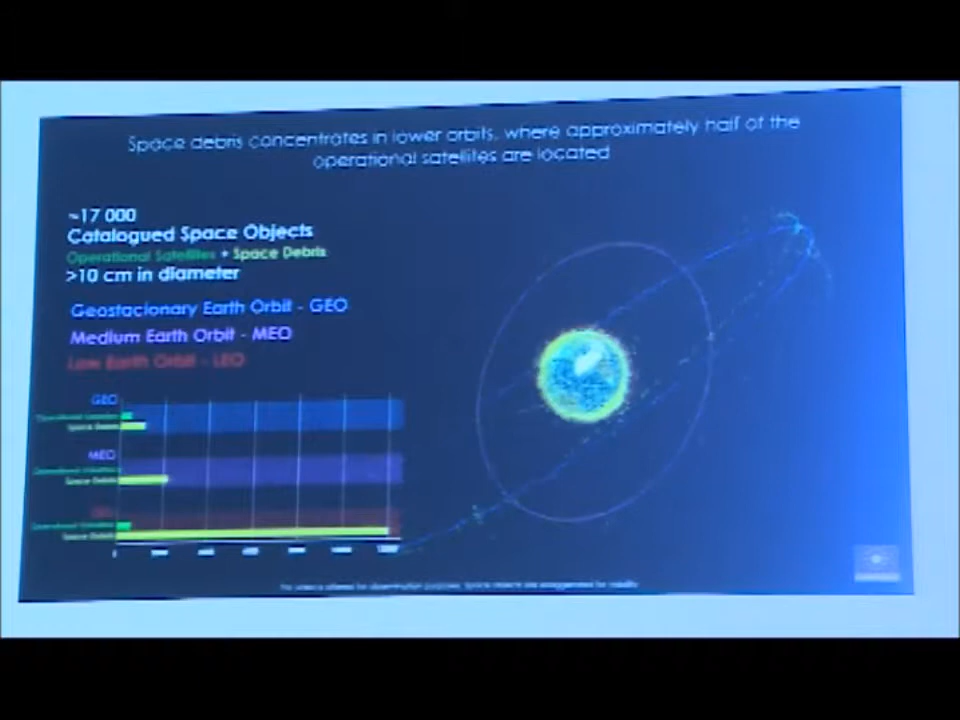 Space debris concentrates in lower orbits, where approximately half of the
operational satellites are located
~17 000
Catalogued Space Objects
Operational Satellites + Space Debris
>10 cm in diameter
Geostacionary Earth Orbit - GEO
Medium Earth Orbit - MEO
Low Earth Orbit - LEO
GEO
Operational Satellites
Space Debris
MEO
Operational Satellites
Space Debris
Operational Satellites
Space Debris
0